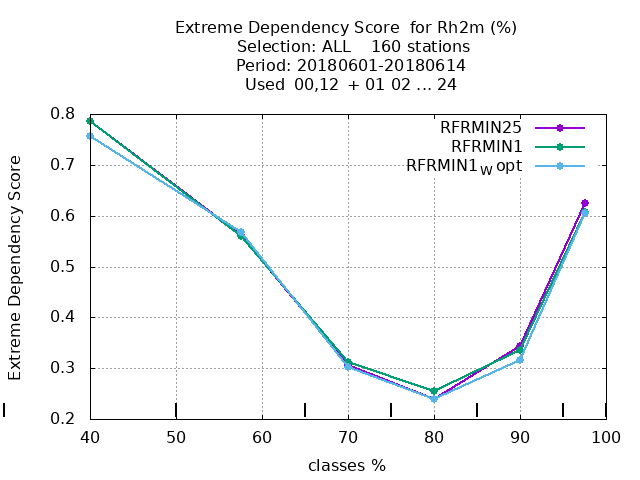 Extreme Dependency Score for Rh2m (%)
Selection: ALL 160 stations
Period: 20180601-20180614
Used 00,12 + 01 02 ... 24
RFRMIN25
RFRMIN1
RFRMIN1w opt
Extreme Dependency Score
0.8
0.7
0.6
0.5
0.4
0.3
0.2
40 50 60 70 80 90 100
classes %